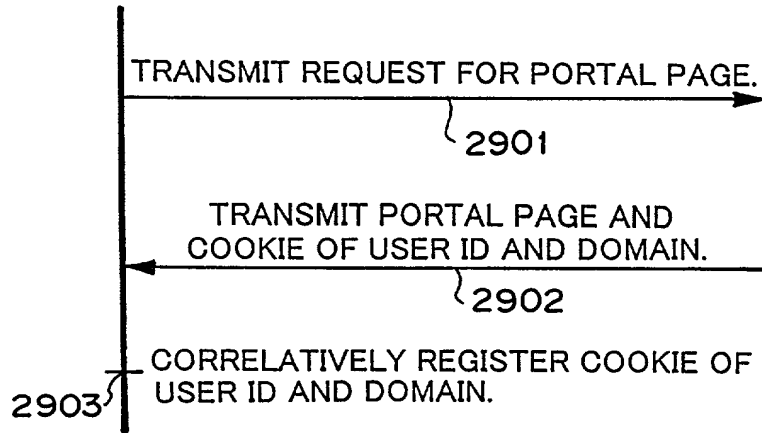 TRANSMIT REQUEST FOR PORTAL PAGE.
2901
TRANSMIT PORTAL PAGE AND
COOKIE OF USER ID AND DOMAIN.
2902
CORRELATIVELY REGISTER COOKIE OF
USER ID AND DOMAIN.
2903